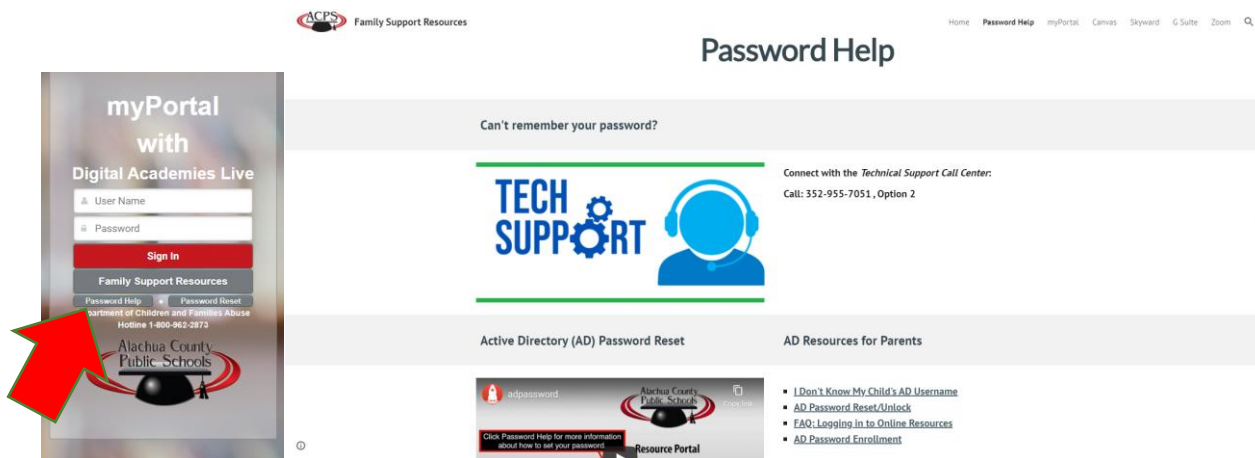 myPortal
with
Digital Academies Live
User Name
Password
Sign In
Family Support Resources
Password Help
Password Reset
partment of Children and Families Abuse
Hotline 1-800-962-2873
Alachua County
Public Schools
ACPS
Family Support Resources
Home Password Help myPortal Canvas Skyward G Suite Zoom
Password Help
Can't remember your password?
TECH
SUPPORT
Connect with the Technical Support Call Center:
Call: 352-955-7051 , Option 2
Active Directory (AD) Password Reset
AD Resources for Parents
adpassword
Alachua County
Public Schools
Copy link
Click Password Help for more information
about how to set your password.
Resource Portal
I Don't Know My Child's AD Username
AD Password Reset/Unlock
FAQ: Logging in to Online Resources
AD Password Enrollment